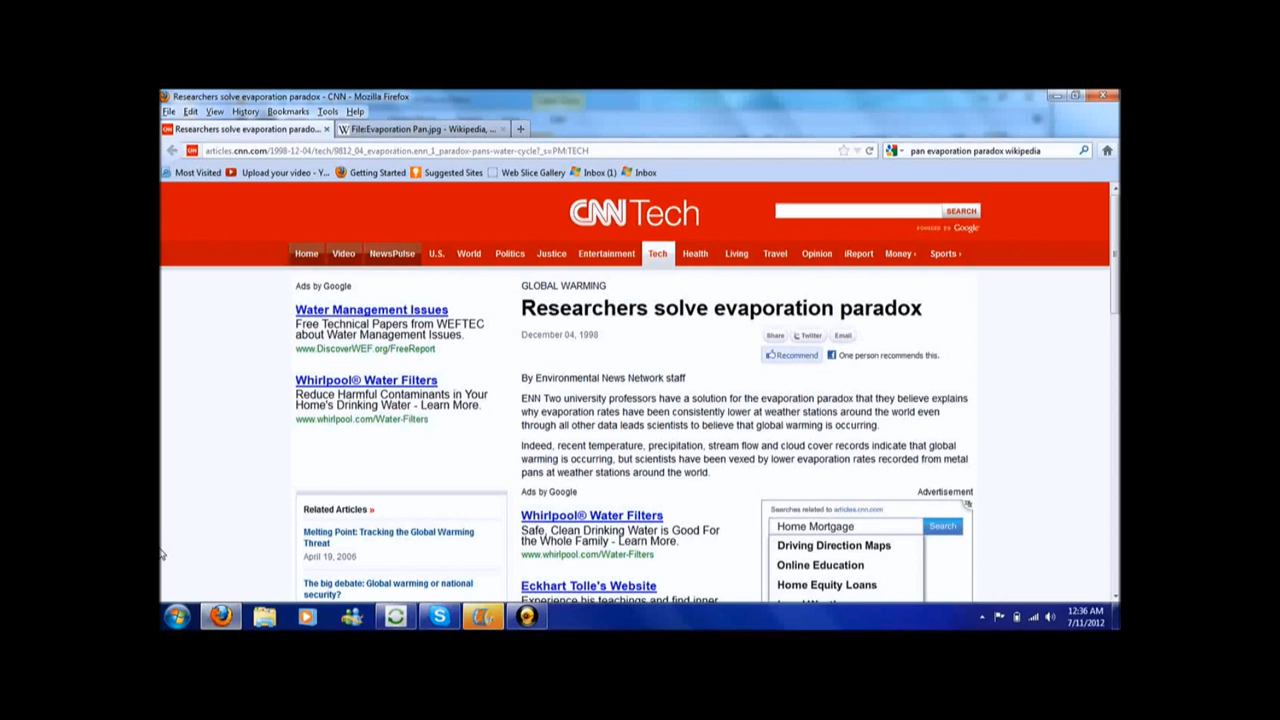 Researchers solve evaporation paradox - CNN - Mozilla Firefox
File Edit View History Bookmarks Tools Help
CNN Researchers solve evaporation parado... × W File:Evaporation Pan.jpg - Wikipedia, ... × +
CNN articles.cnn.com/1998-12-04/tech/9812_04_evaporation.enn_1_paradox-pans-water-cycle?_s=PM:TECH pan evaporation paradox wikipedia
Most Visited Upload your video - Y... Getting Started Suggested Sites Web Slice Gallery Inbox (1) Inbox
CNN Tech
SEARCH
POWERED BY Google
Home Video NewsPulse U.S. World Politics Justice Entertainment Tech Health Living Travel Opinion iReport Money Sports
Ads by Google
Water Management Issues
Free Technical Papers from WEFTEC
about Water Management Issues.
www.DiscoverWEF.org/FreeReport
Whirlpool® Water Filters
Reduce Harmful Contaminants in Your
Home's Drinking Water - Learn More.
www.whirlpool.com/Water-Filters
Related Articles »
Melting Point: Tracking the Global Warming
Threat
April 19, 2006
The big debate: Global warming or national
security?
GLOBAL WARMING
Researchers solve evaporation paradox
December 04, 1998
Share Twitter Email
Recommend One person recommends this.
By Environmental News Network staff
ENN Two university professors have a solution for the evaporation paradox that they believe explains
why evaporation rates have been consistently lower at weather stations around the world even
through all other data leads scientists to believe that global warming is occurring.
Indeed, recent temperature, precipitation, stream flow and cloud cover records indicate that global
warming is occurring, but scientists have been vexed by lower evaporation rates recorded from metal
pans at weather stations around the world.
Ads by Google
Whirlpool® Water Filters
Safe, Clean Drinking Water is Good For
the Whole Family - Learn More.
www.whirlpool.com/Water-Filters
Eckhart Tolle's Website
Experience his teachings and find inner
Advertisement
Searches related to articles.cnn.com
Home Mortgage Search
Driving Direction Maps
Online Education
Home Equity Loans
12:36 AM
7/11/2012